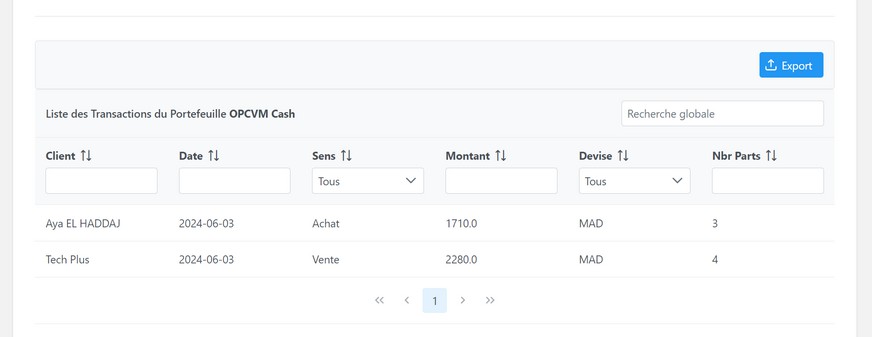 Export
Liste des Transactions du Portefeuille OPCVM Cash
Recherche globale
Client Date Sens Montant Devise Nbr Parts
Tous Tous
Aya EL HADDAJ 2024-06-03 Achat 1710.0 MAD 3
Tech Plus 2024-06-03 Vente 2280.0 MAD 4
1